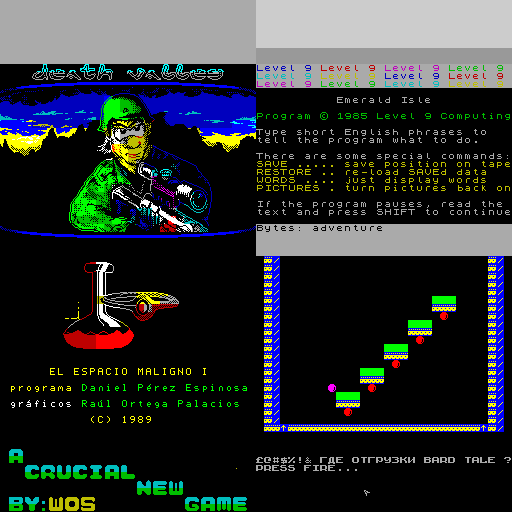 death valley
Level 9 Level 9 Level 9 Level 9
Level 9 Level 9 Level 9 Level 9
Level 9 Level 9 Level 9 Level 9
Emerald Isle
Program © 1985 Level 9 Computing
Type short English phrases to
tell the program what to do.
There are some special commands:
SAVE ..... save position on tape
RESTORE .. re-load SAVEd data
WORDS .... just display words
PICTURES . turn pictures back on
If the program pauses, read the
text and press SHIFT to continue
Bytes: adventure
EL ESPACIO MALIGNO I
programa Daniel Pérez Espinosa
gráficos Raúl Ortega Palacios
(C) 1989
A
CRUCIAL
NEW
BY:WOS GAME
£@#$%!& ГДЕ ОТГРУЗКИ BARD TALE ?
PRESS FIRE...